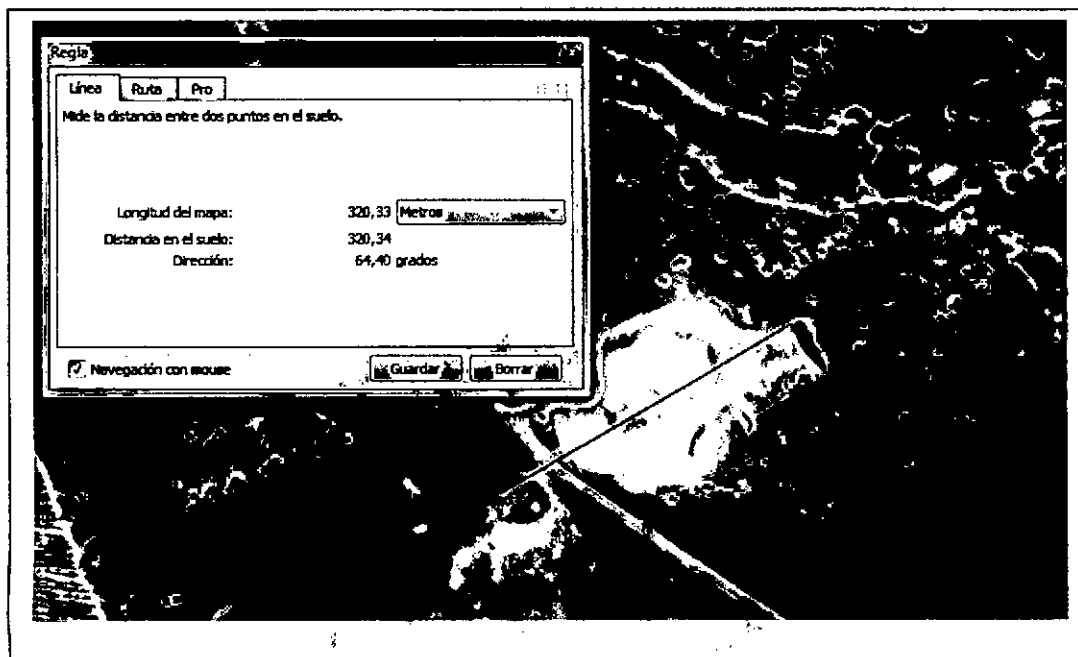 Regla
Línea Ruta Pro
Mide la distancia entre dos puntos en el suelo.
Longitud del mapa: 320,33 Metros
Distancia en el suelo: 320,34
Dirección: 64,40 grados
Navegación con mouse Guardar Borrar